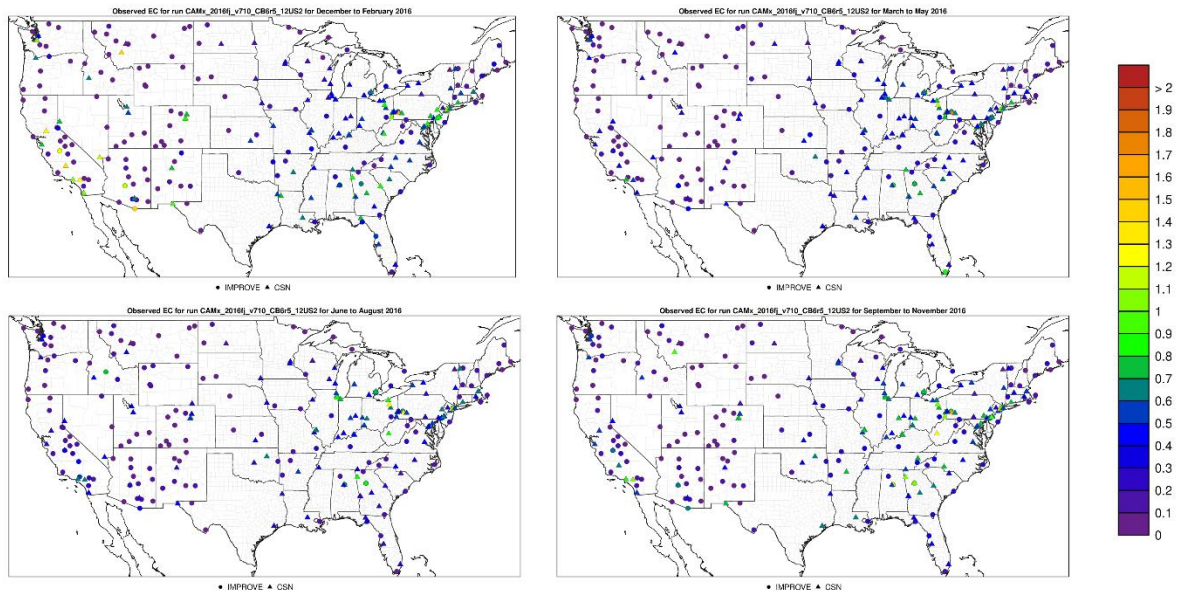 Observed EC for run CAMx_2016fj_v710_CB6r5_12US2 for December to February 2016
Observed EC for run CAMx_2016fj_v710_CB6r5_12US2 for March to May 2016
● IMPROVE ▲ CSN
● IMPROVE ▲ CSN
Observed EC for run CAMx_2016fj_v710_CB6r5_12US2 for June to August 2016
Observed EC for run CAMx_2016fj_v710_CB6r5_12US2 for September to November 2016
● IMPROVE ▲ CSN
● IMPROVE ▲ CSN
> 2
1.9
1.8
1.7
1.6
1.5
1.4
1.3
1.2
1.1
1
0.9
0.8
0.7
0.6
0.5
0.4
0.3
0.2
0.1
0